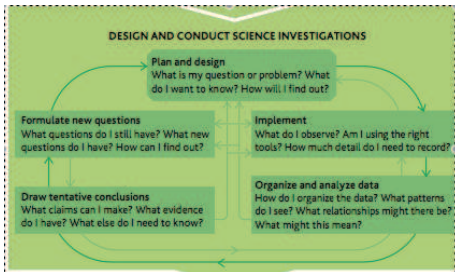 DESIGN AND CONDUCT SCIENCE INVESTIGATIONS
Plan and design
What is my question or problem? What
do I want to know? How will I find out?
Formulate new questions
What questions do I still have? What new
questions do I have? How can I find out?
Implement
What do I observe? Am I using the right
tools? How much detail do I need to record?
Draw tentative conclusions
What claims can I make? What evidence
do I have? What else do I need to know?
Organize and analyze data
How do I organize the data? What patterns
do I see? What relationships might there be?
What might this mean?